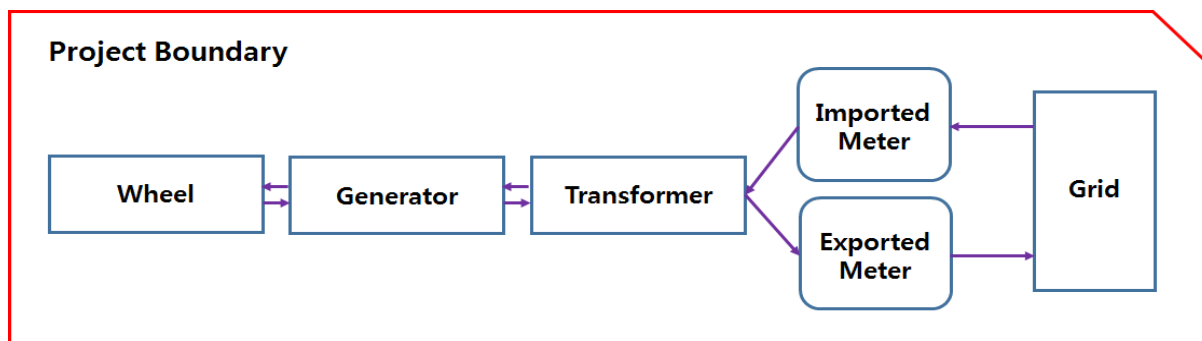 Project Boundary
Imported
Meter
Wheel
Generator
Transformer
Grid
Exported
Meter